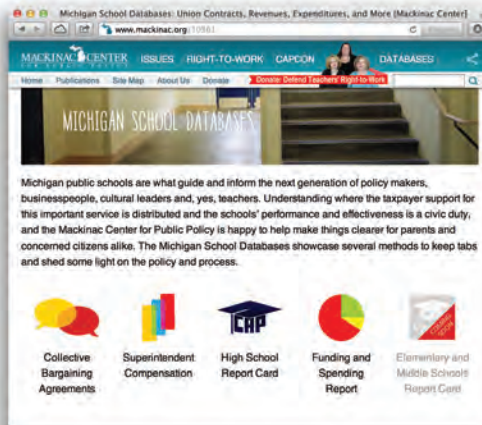 Michigan School Databases: Union Contracts, Revenues, Expenditures, and More [Mackinac Center]
www.mackinac.org/10361
MACKINAC CENTER ISSUES RIGHT-TO-WORK CAPCON DATABASES
Home Publications Site Map About Us Donate Donate: Defend Teachers' Right-to-Work
MICHIGAN SCHOOL DATABASES
Michigan public schools are what guide and inform the next generation of policy makers,
businesspeople, cultural leaders and, yes, teachers. Understanding where the taxpayer support for
this important service is distributed and the schools' performance and effectiveness is a civic duty,
and the Mackinac Center for Public Policy is happy to help make things clearer for parents and
concerned citizens alike. The Michigan School Databases showcase several methods to keep tabs
and shed some light on the policy and process.
CAP
COMING
SOON
Collective
Bargaining
Agreements
Superintendent
Compensation
High School
Report Card
Funding and
Spending
Report
Elementary and
Middle Schools
Report Card